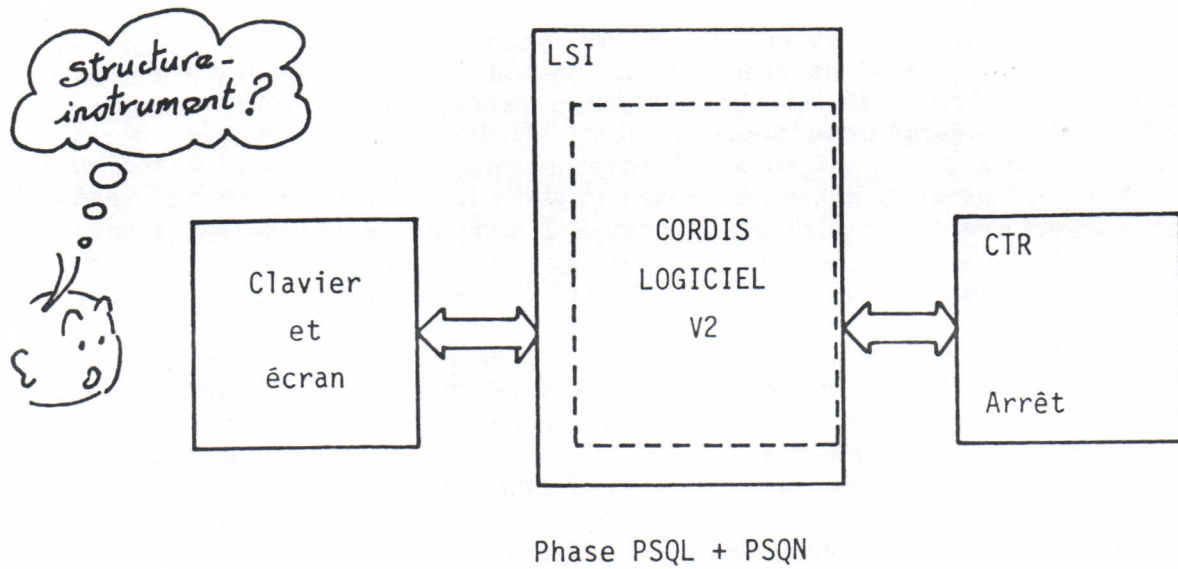 structure-
instrument ?
LSI
CORDIS
LOGICIEL
V2
Clavier
et
écran
CTR
Arrêt
Phase PSQL + PSQN